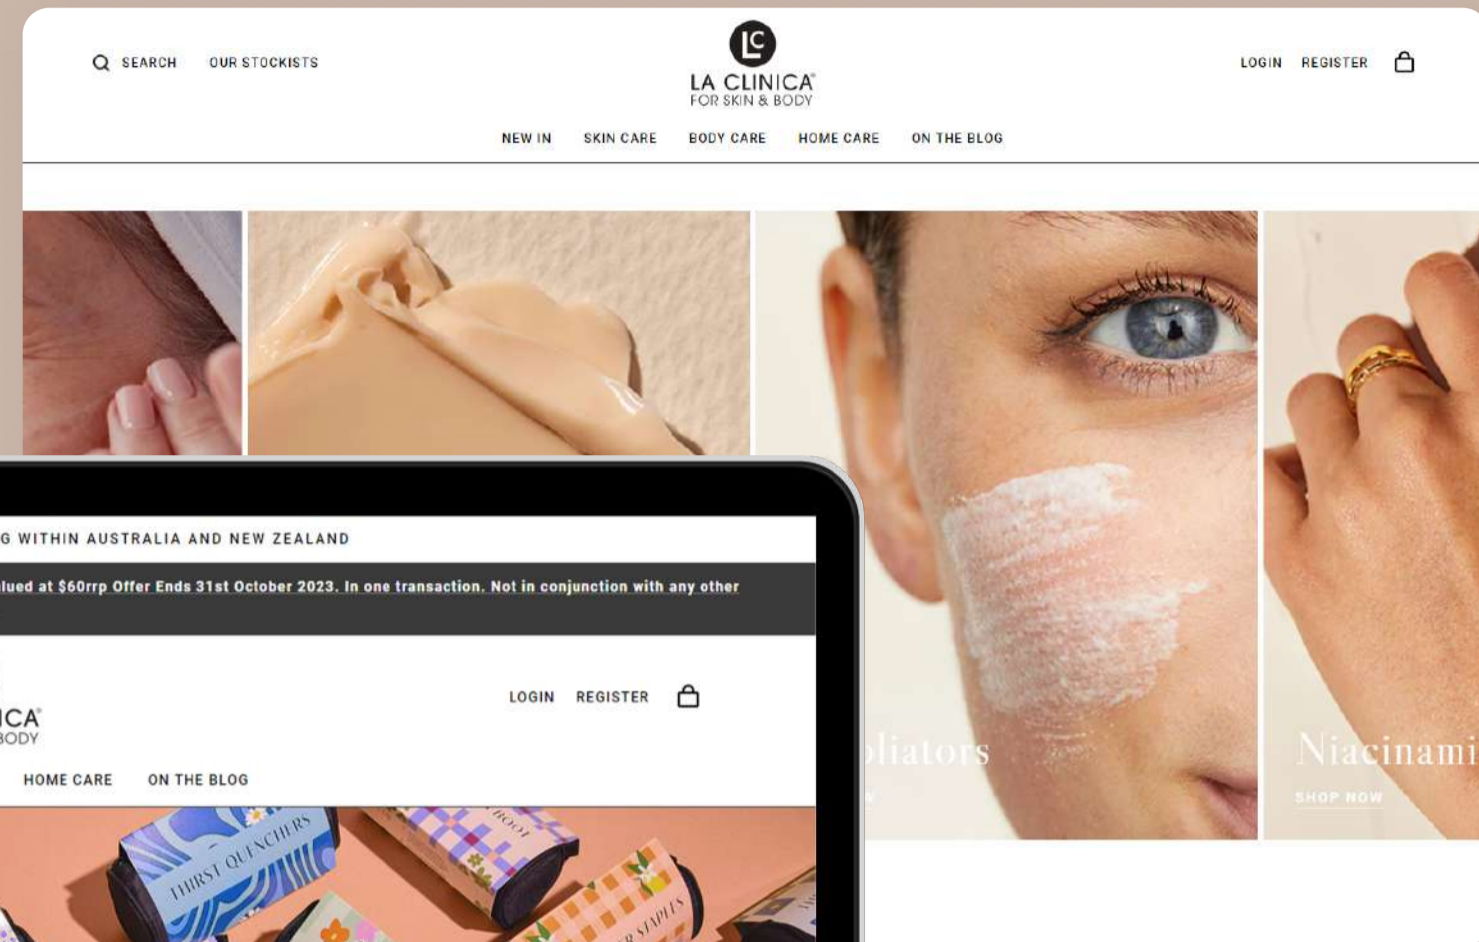 SEARCH OUR STOCKISTS
LC
LA CLINICA®
FOR SKIN & BODY
LOGIN REGISTER
NEW IN SKIN CARE BODY CARE HOME CARE ON THE BLOG
G WITHIN AUSTRALIA AND NEW ZEALAND
lued at $60rrp Offer Ends 31st October 2023. In one transaction. Not in conjunction with any other
ICA®
BODY
LOGIN REGISTER
HOME CARE ON THE BLOG
THIRST QUENCHERS
ROOT
R STAPLES
oliators
W
Niacinami
SHOP NOW